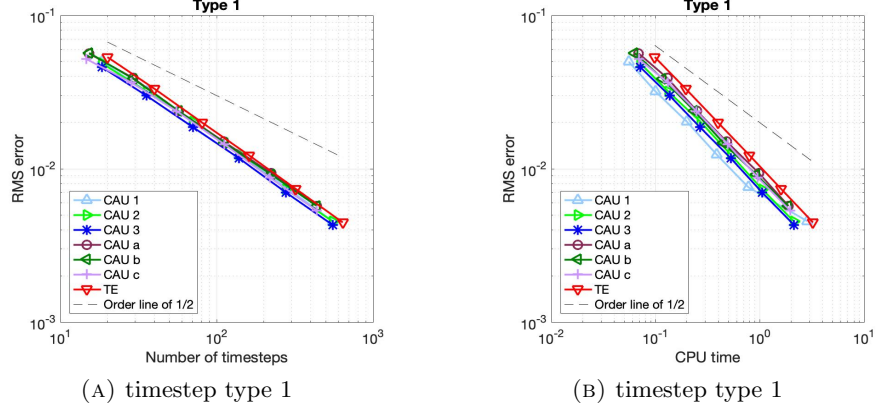 Type 1
10^-1
10^-2
10^-3
RMS error
CAU 1
CAU 2
CAU 3
CAU a
CAU b
CAU c
TE
Order line of 1/2
10^1
10^2
10^3
Number of timesteps
(A) timestep type 1
Type 1
10^-1
10^-2
10^-3
RMS error
CAU 1
CAU 2
CAU 3
CAU a
CAU b
CAU c
TE
Order line of 1/2
10^-2
10^-1
10^0
10^1
CPU time
(B) timestep type 1